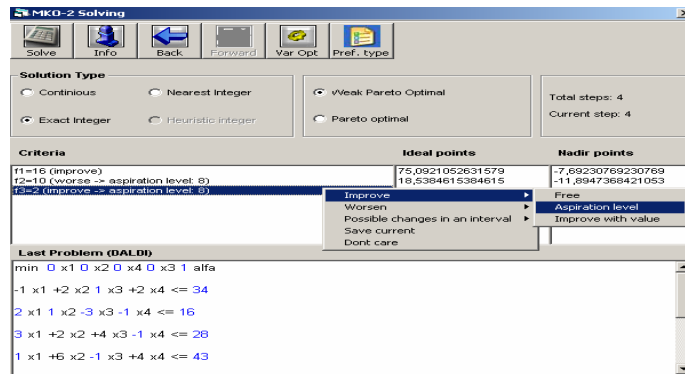 MKO-2 Solving
Solve Info Back Forward Var Opt Pref. type
Solution Type
Continious Nearest Integer Weak Pareto Optimal
Total steps: 4
Exact Integer Heuristic integer Pareto optimal
Current step: 4
Criteria Ideal points Nadir points
f1=16 (improve) 75,0921052631579 -7,69230769230769
f2=10 (worse -> aspiration level: 8) 18,5384615384615 -11,8947368421053
f3=2 (improve -> aspiration level: 8)
Improve Free
Worsen Aspiration level
Possible changes in an interval Improve with value
Save current
Dont care
Last Problem (DALDI)
min 0 x1 0 x2 0 x4 0 x3 1 alfa
-1 x1 +2 x2 1 x3 +2 x4 <= 34
2 x1 1 x2 -3 x3 -1 x4 <= 16
3 x1 +2 x2 +4 x3 -1 x4 <= 28
1 x1 +6 x2 -1 x3 +4 x4 <= 43